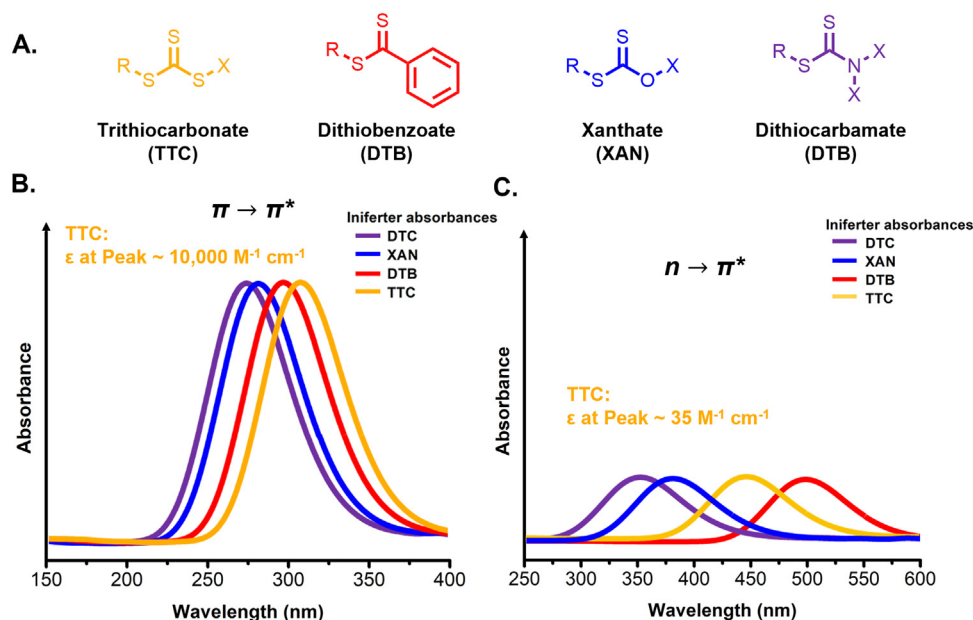 A.
R
S
S
S
X
R
S
S
R
S
S
O
X
R
S
S
N
X
X
Trithiocarbonate
(TTC)
Dithiobenzoate
(DTB)
Xanthate
(XAN)
Dithiocarbamate
(DTB)
B.
π → π*
TTC:
ε at Peak ~ 10,000 M⁻¹ cm⁻¹
Iniferter absorbances
DTC
XAN
DTB
TTC
Absorbance
150 200 250 300 350 400
Wavelength (nm)
C.
n → π*
Iniferter absorbances
DTC
XAN
DTB
TTC
TTC:
ε at Peak ~ 35 M⁻¹ cm⁻¹
Absorbance
250 300 350 400 450 500 550 600
Wavelength (nm)